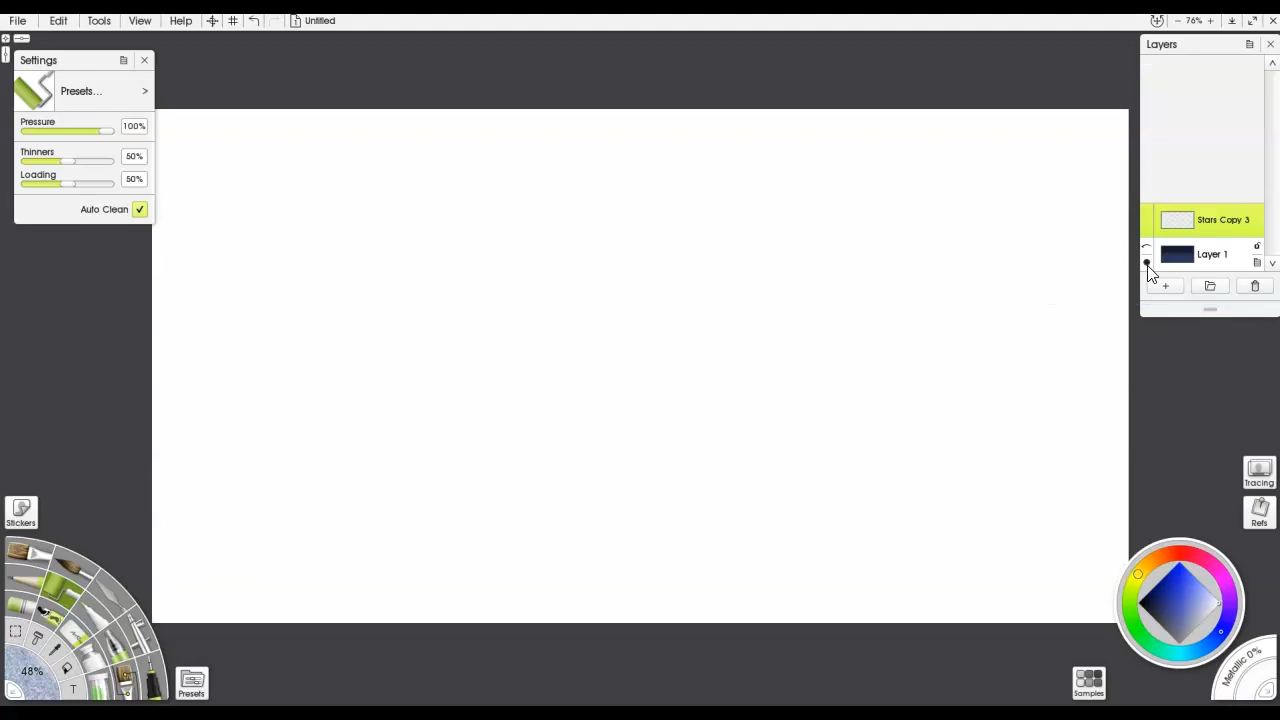 File Edit Tools View Help Untitled 76%
Settings
Presets...
Pressure 100%
Thinners 50%
Loading 50%
Auto Clean
Layers
Stars Copy 3
Layer 1
Tracing
Refs
Stickers
48%
T
Presets
Samples
Metallic 0%